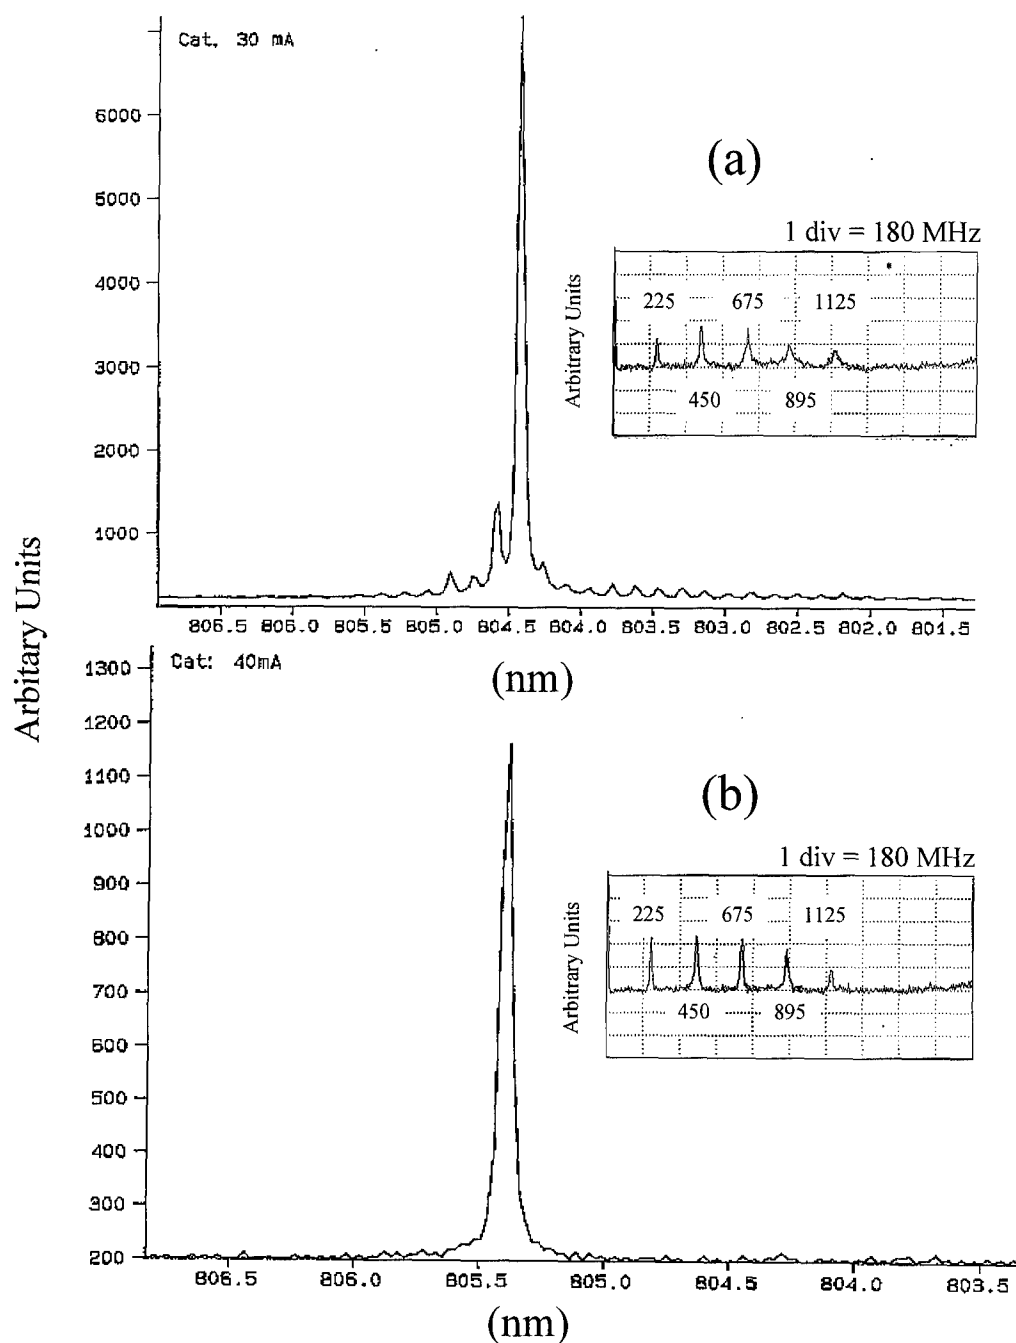 Cat. 30 mA
(a)
1 div = 180 MHz
Arbitrary Units
225 675 1125
450 895
6000
5000
4000
3000
2000
1000
806.5 806.0 805.5 805.0 804.5 804.0 803.5 803.0 802.5 802.0 801.5
(nm)
Arbitary Units
Cat: 40mA
(b)
1 div = 180 MHz
Arbitrary Units
225 675 1125
450 895
1300
1200
1100
1000
900
800
700
600
500
400
300
200
806.5 806.0 805.5 805.0 804.5 804.0 803.5
(nm)